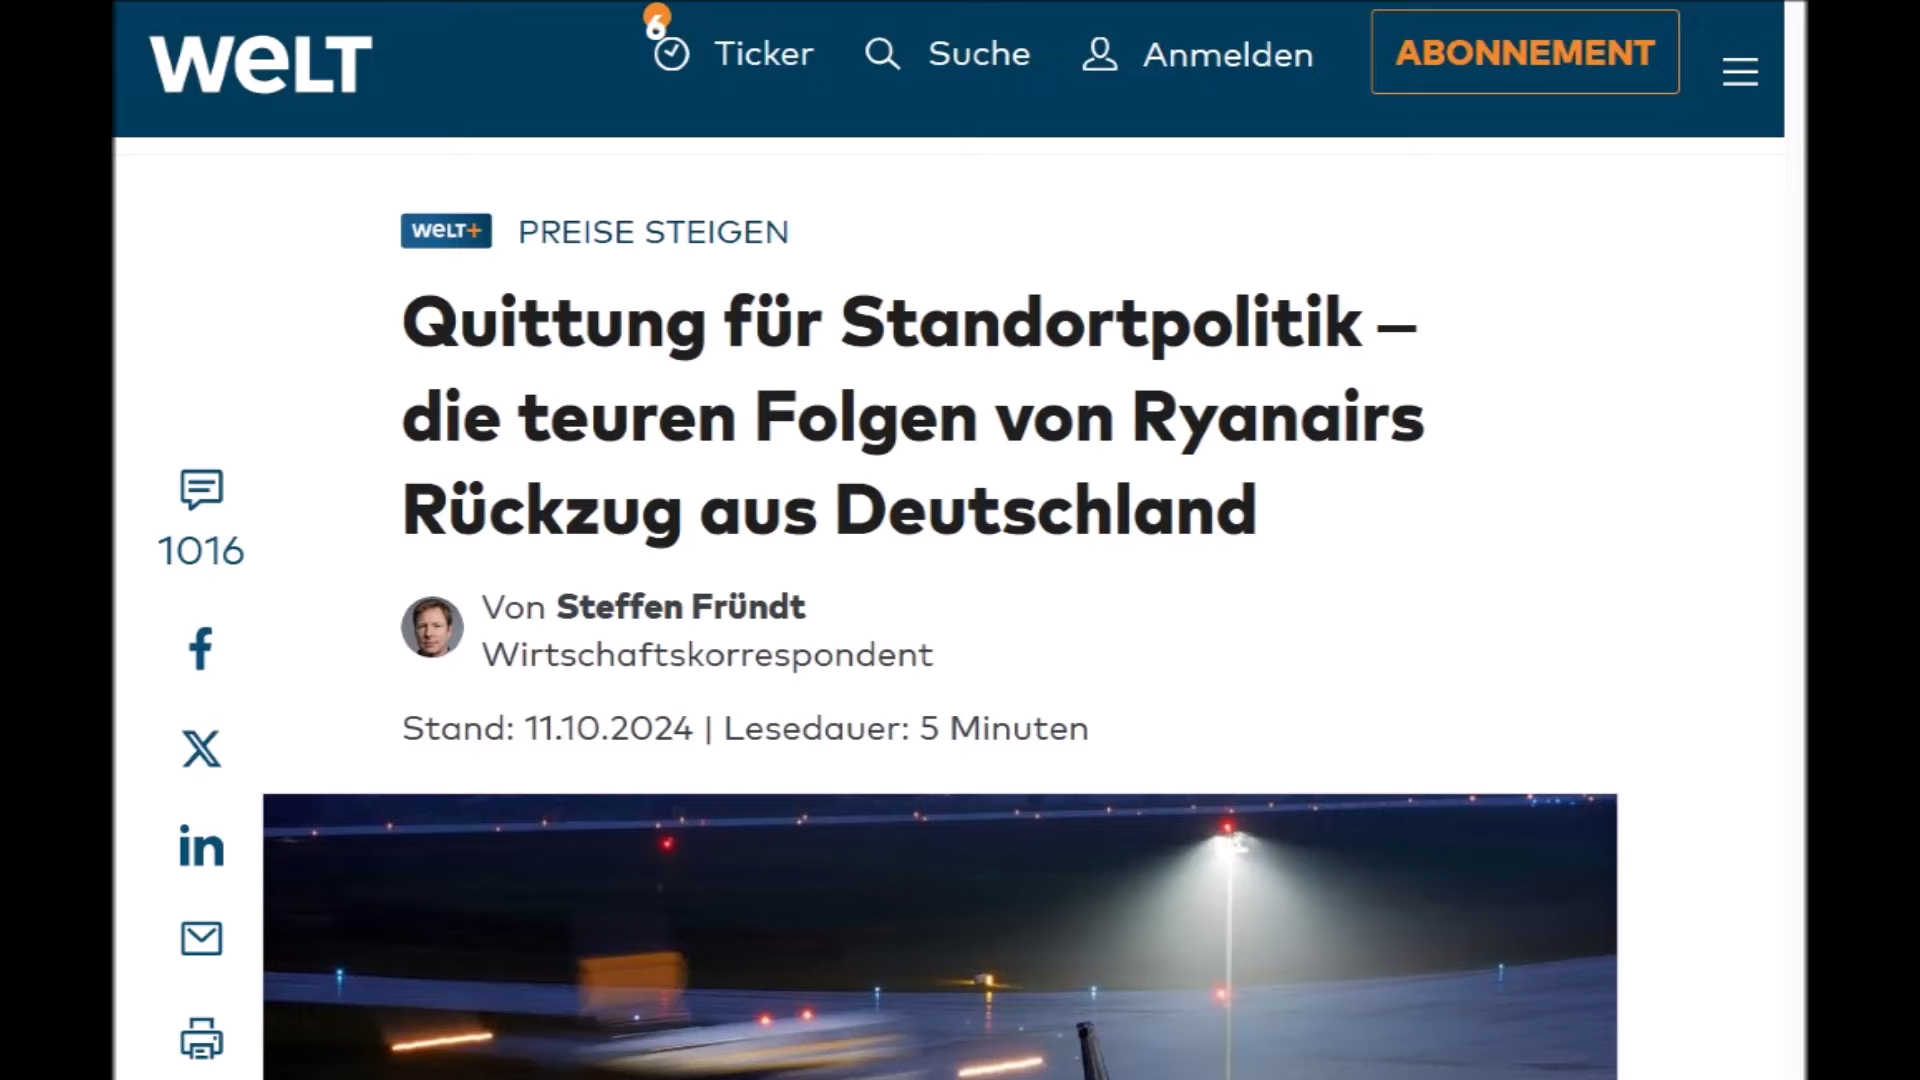 WELT
6
Ticker
Suche
Anmelden
ABONNEMENT
WELT+ PREISE STEIGEN
Quittung für Standortpolitik –
die teuren Folgen von Ryanairs
Rückzug aus Deutschland
Von Steffen Fründt
Wirtschaftskorrespondent
Stand: 11.10.2024 | Lesedauer: 5 Minuten
1016